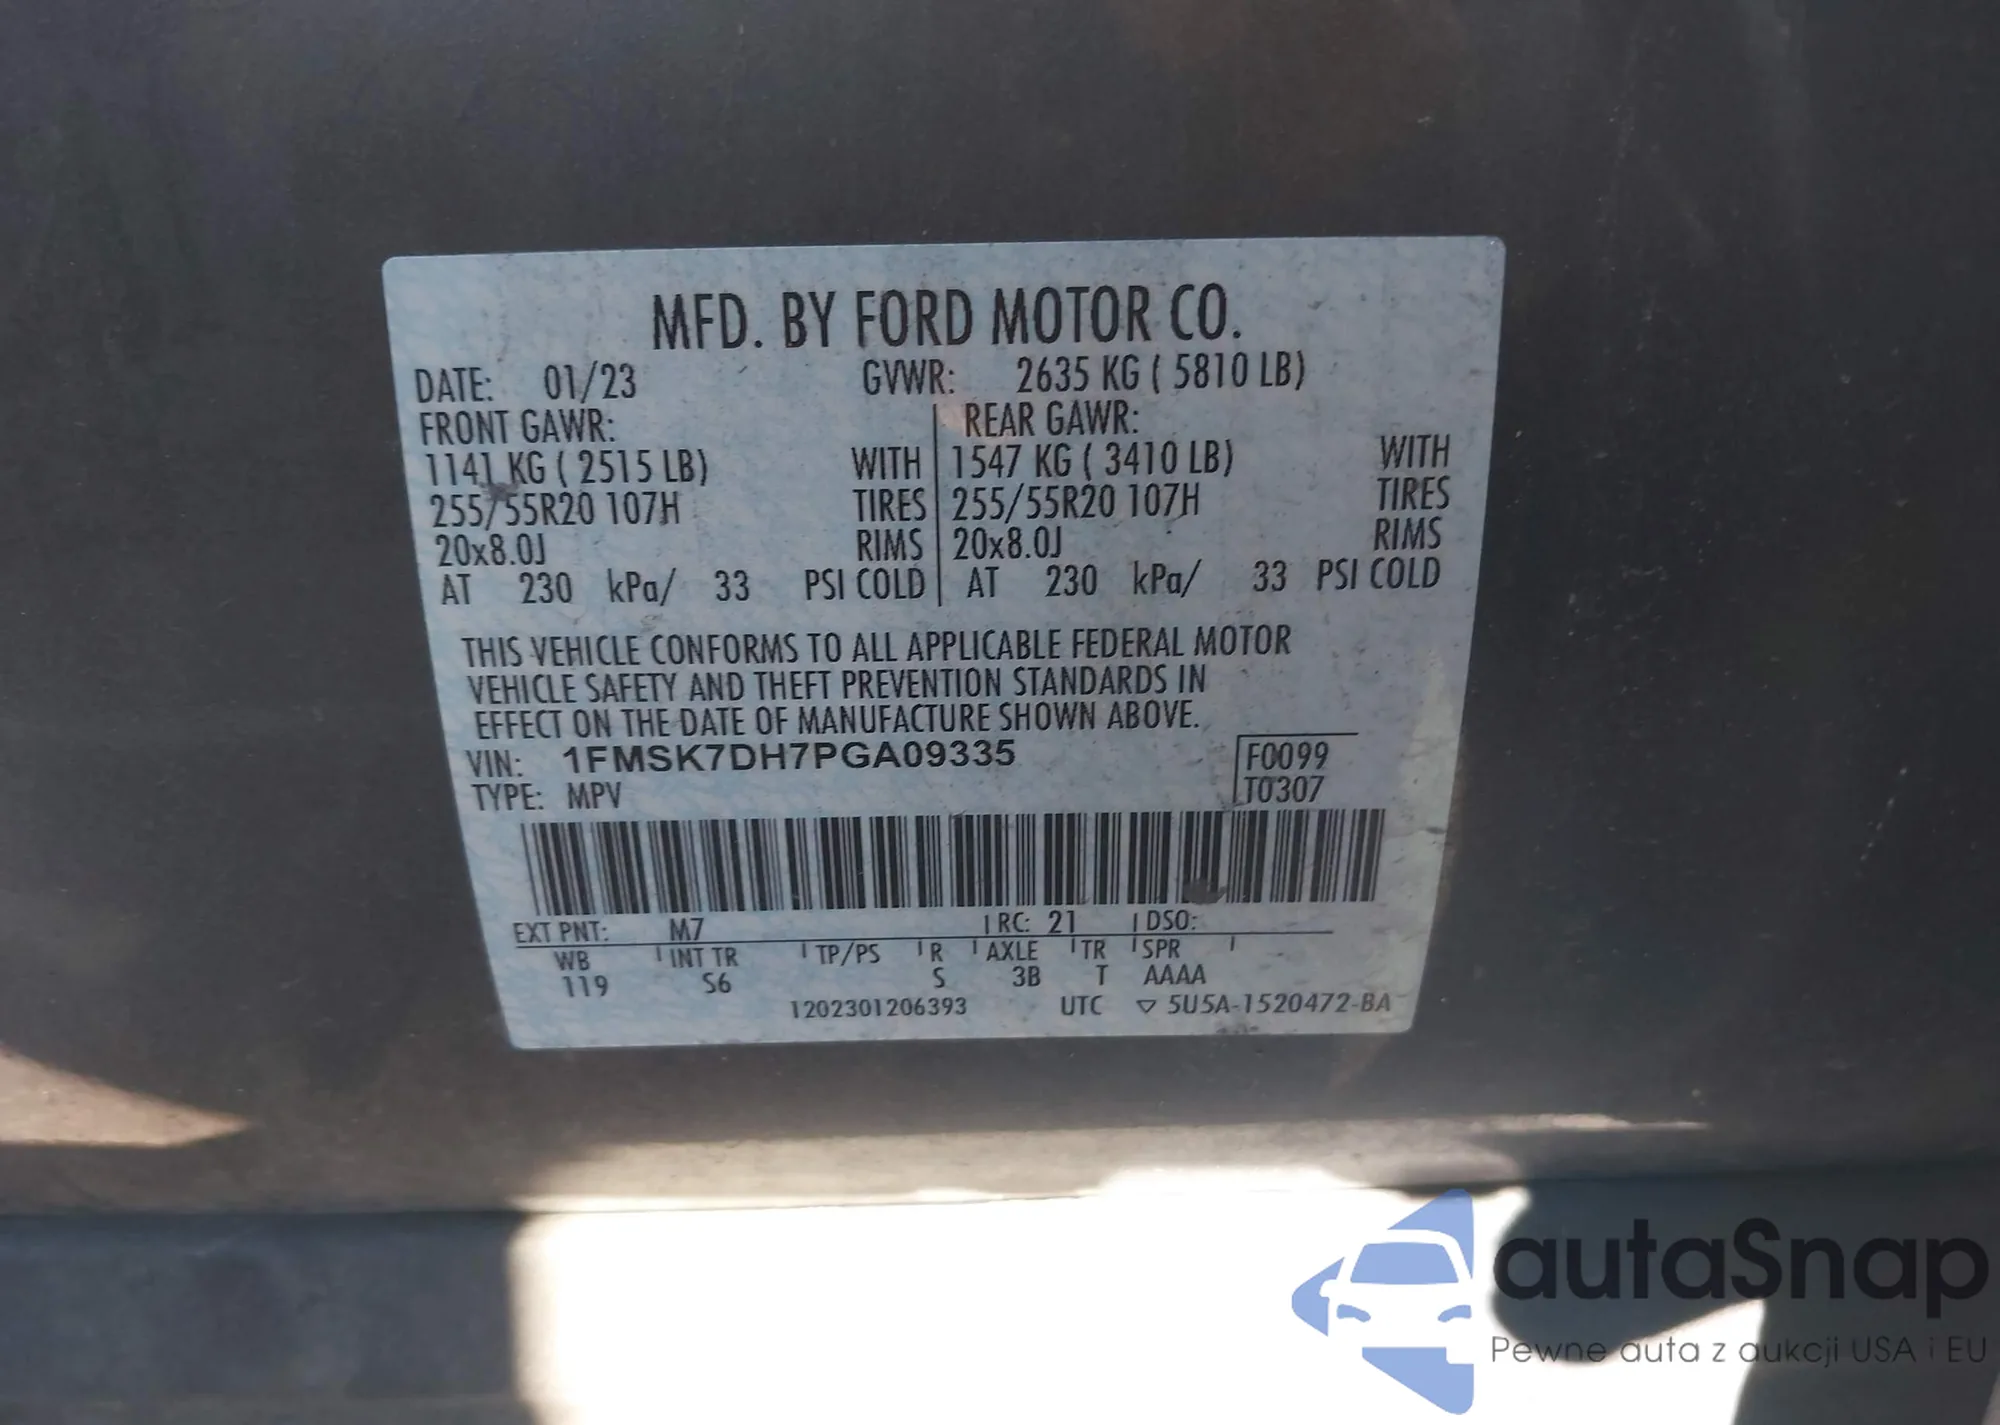 MFD. BY FORD MOTOR CO.
DATE: 01/23 GVWR: 2635 KG ( 5810 LB)
FRONT GAWR: REAR GAWR:
1141 KG ( 2515 LB) WITH 1547 KG ( 3410 LB) WITH
255/55R20 107H TIRES 255/55R20 107H TIRES
20x8.0J RIMS 20x8.0J RIMS
AT 230 kPa/ 33 PSI COLD AT 230 kPa/ 33 PSI COLD
THIS VEHICLE CONFORMS TO ALL APPLICABLE FEDERAL MOTOR
VEHICLE SAFETY AND THEFT PREVENTION STANDARDS IN
EFFECT ON THE DATE OF MANUFACTURE SHOWN ABOVE.
VIN: 1FMSK7DH7PGA09335 F0099
TYPE: MPV T0307
EXT PNT: M7 RC: 21 DSO:
WB INT TR TP/PS R AXLE TR SPR
119 S6 S 3B T AAAA
1202301206393 UTC ▽ 5U5A-1520472-BA
autaSnap
Pewne auta z aukcji USA i EU